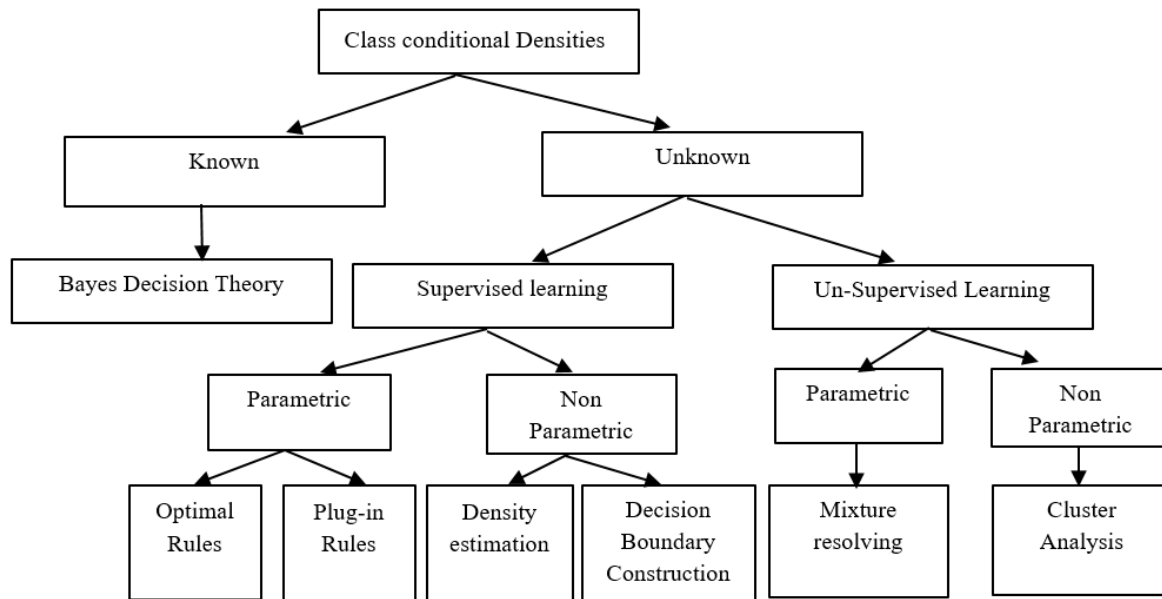 Class conditional Densities
Known
Unknown
Bayes Decision Theory
Supervised learning
Un-Supervised Learning
Parametric
Non
Parametric
Parametric
Non
Parametric
Optimal
Rules
Plug-in
Rules
Density
estimation
Decision
Boundary
Construction
Mixture
resolving
Cluster
Analysis